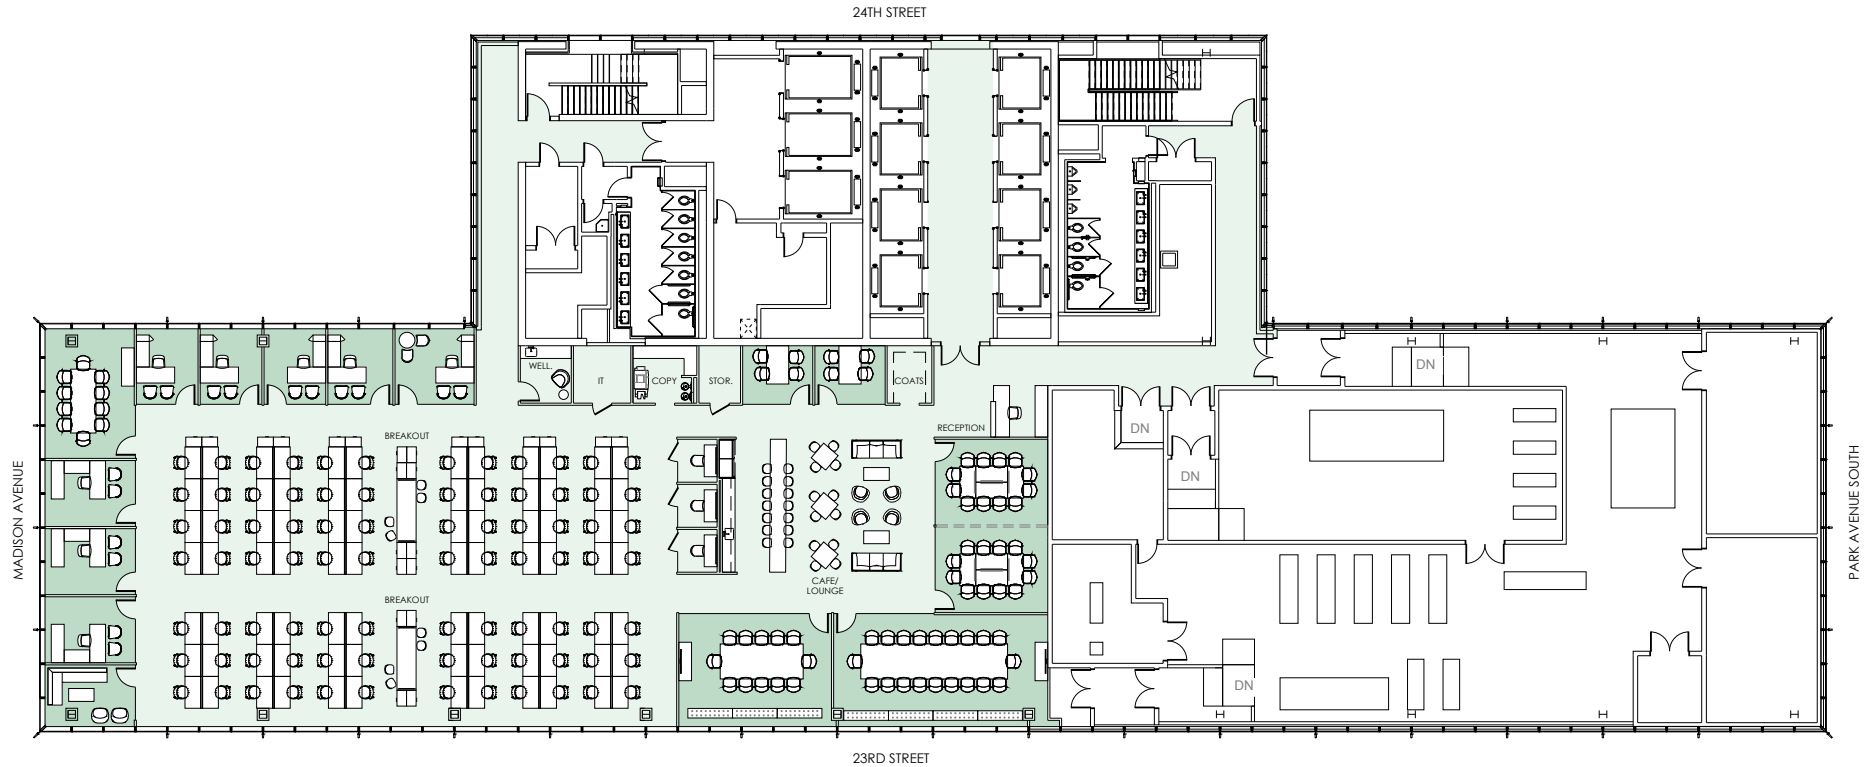 24TH STREET
WELL.
IT
COPY
STOR.
COATS
DN
BREAKOUT
RECEPTION
DN
DN
MADISON AVENUE
PARK AVENUE SOUTH
CAFE/
LOUNGE
BREAKOUT
DN
23RD STREET